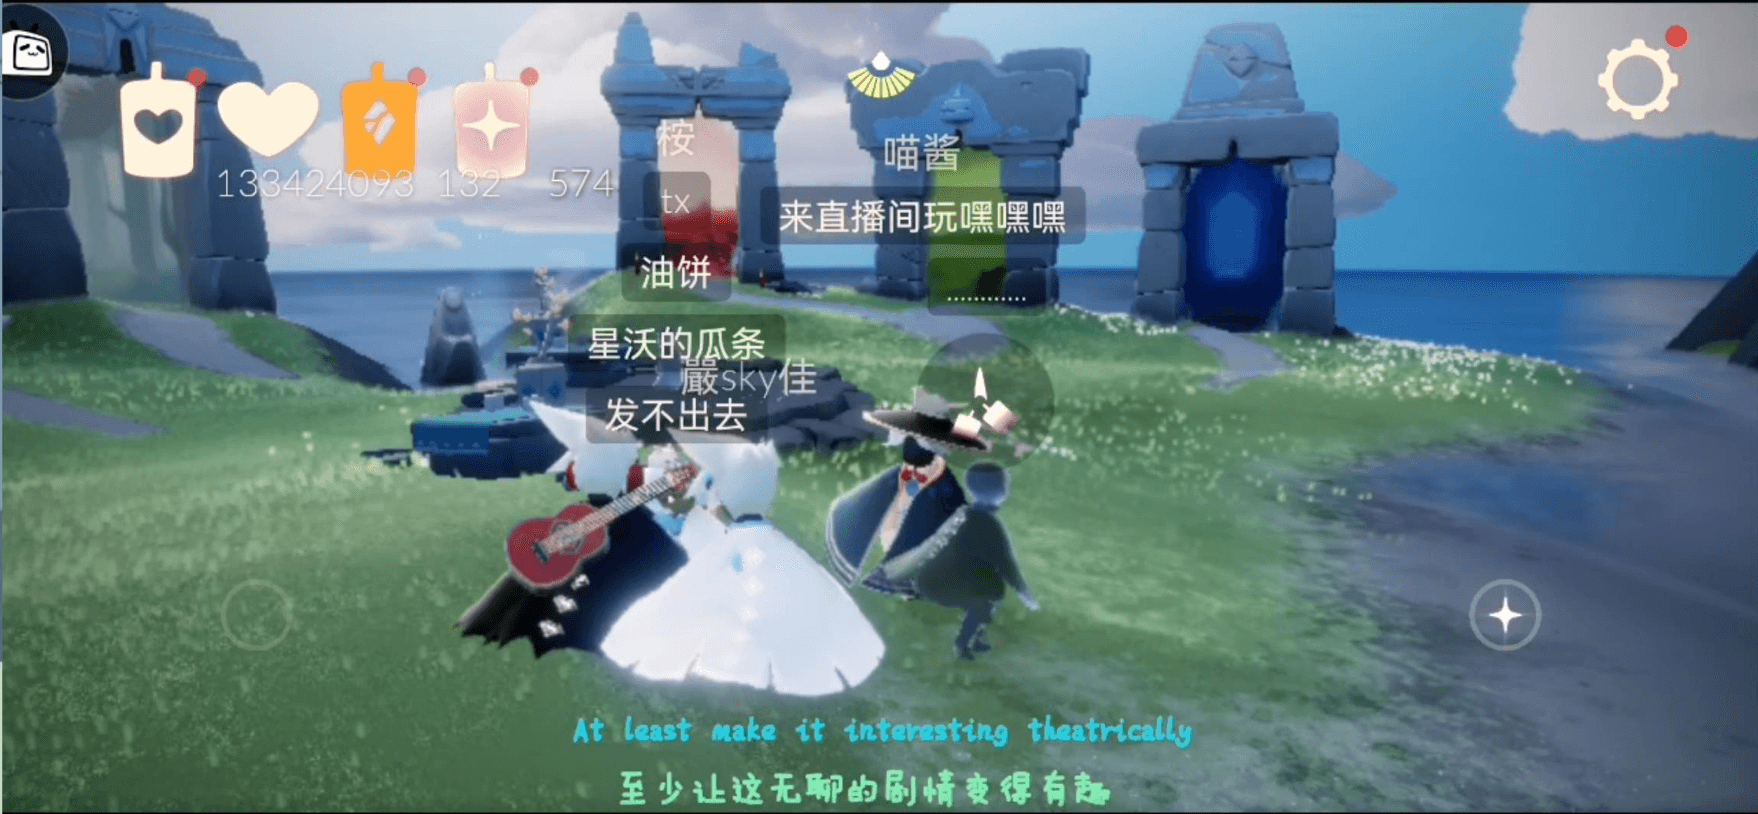 133424093 132 574
桉
tx
油饼
星沃的瓜条
嚴sky佳
发不出去
喵酱
来直播间玩嘿嘿嘿
............
At least make it interesting theatrically
至少让这无聊的剧情变得有趣